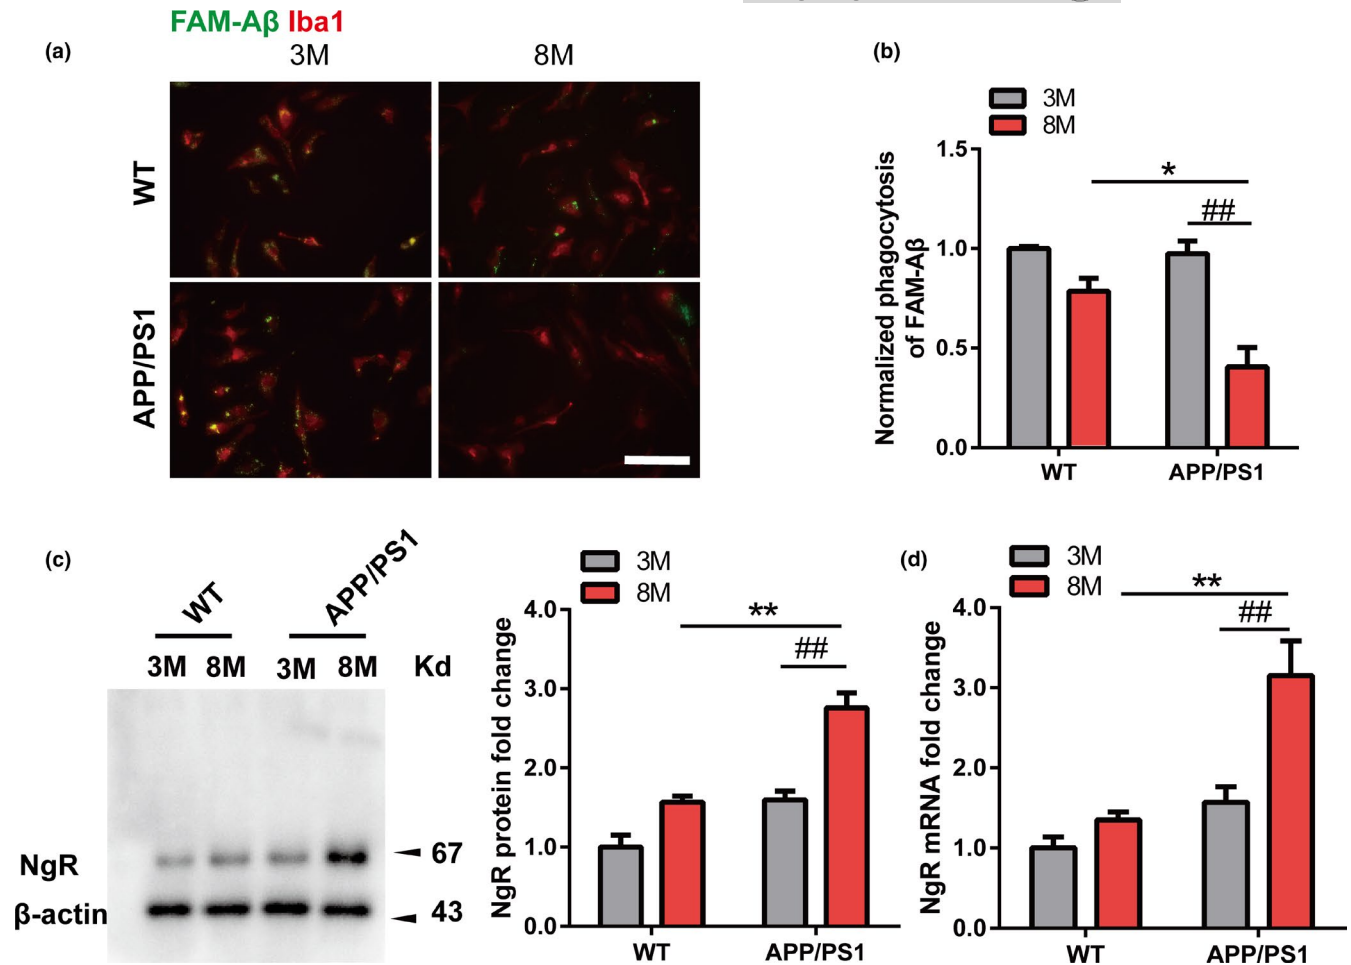 FAM-Aβ Iba1
(a)
3M
8M
WT
APP/PS1
(b)
3M
8M
Normalized phagocytosis
of FAM-Aβ
1.5
1.0
0.5
0.0
*
##
WT
APP/PS1
(c)
WT
APP/PS1
3M 8M 3M 8M Kd
NgR
67
β-actin
43
3M
8M
NgR protein fold change
4.0
3.0
2.0
1.0
0.0
**
##
WT
APP/PS1
(d)
3M
8M
NgR mRNA fold change
4.0
3.0
2.0
1.0
0.0
**
##
WT
APP/PS1